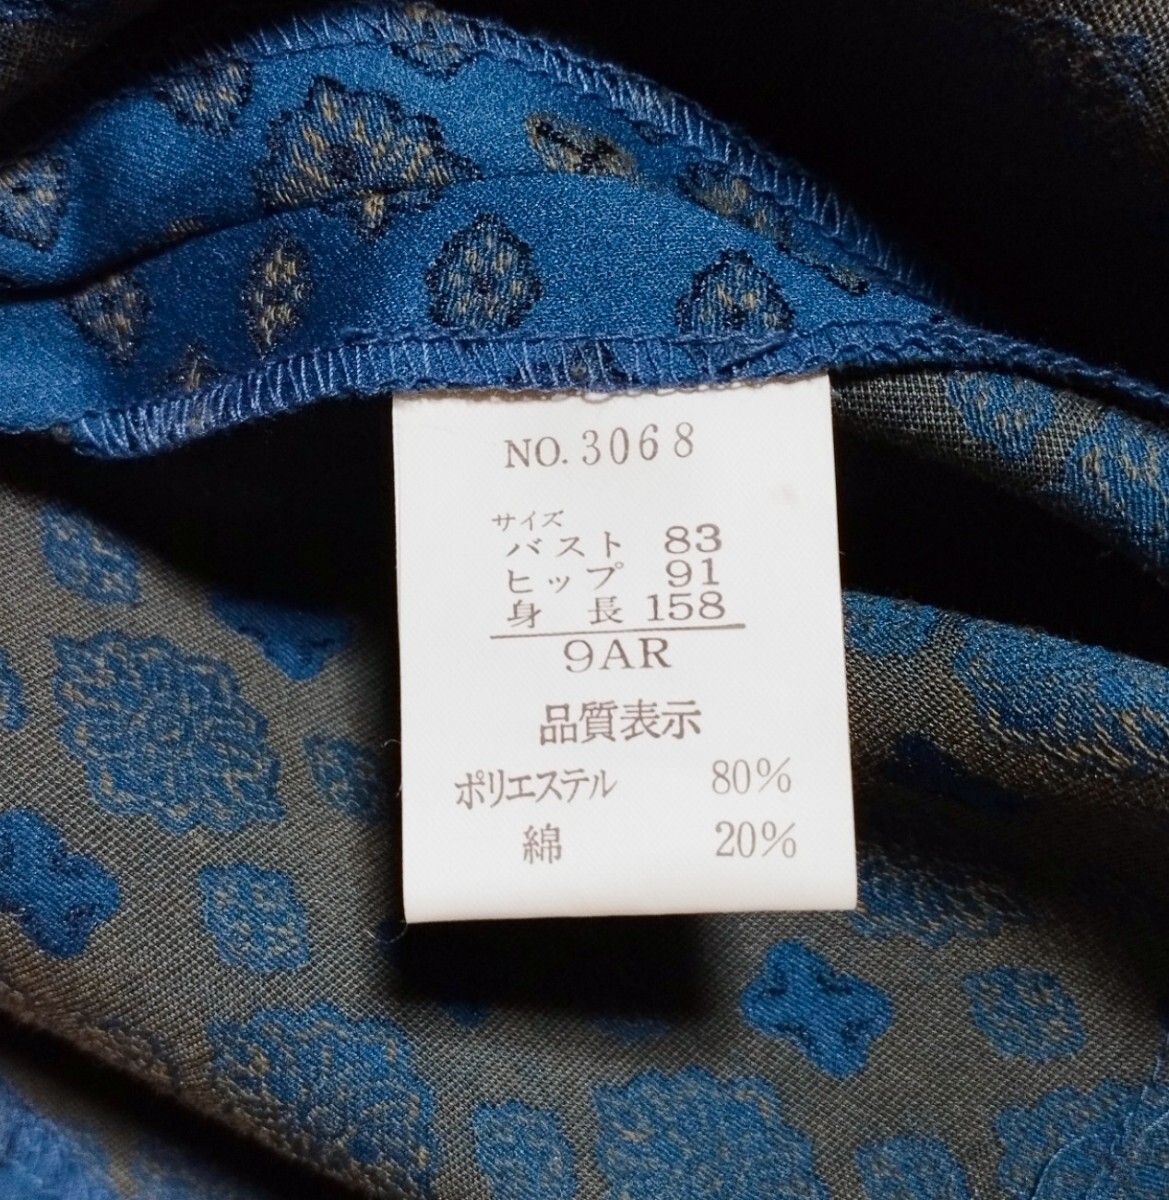 NO. 3068
サイズ
バスト 83
ヒップ 91
身長 158
9AR
品質表示
ポリエステル 80%
綿 20%